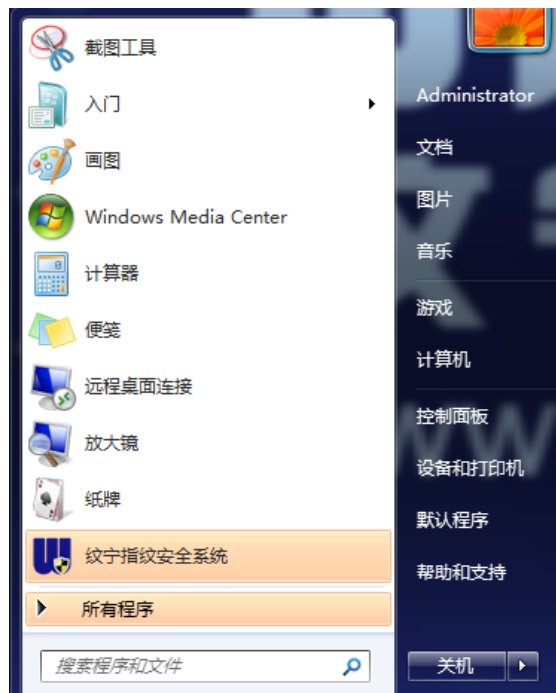 截图工具
入门
画图
Windows Media Center
计算器
便笺
远程桌面连接
放大镜
纸牌
纹宁指纹安全系统
所有程序
搜索程序和文件
Administrator
文档
图片
音乐
游戏
计算机
控制面板
设备和打印机
默认程序
帮助和支持
关机